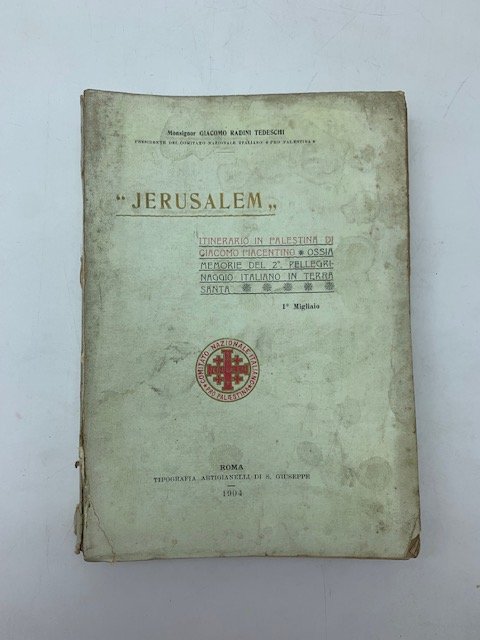 Monsignor GIACOMO RADINI TEDESCHI
PRESIDENTE DEL COMITATO NAZIONALE ITALIANO « PRO PALESTINA »
“ JERUSALEM „
ITINERARIO IN PALESTINA DI
GIACOMO PIACENTINO * OSSIA
MEMORIE DEL 2º PELLEGRI-
NAGGIO ITALIANO IN TERRA
SANTA
1º Migliaio
COMITATO NAZIONALE ITALIANO
PRO PALESTINA
ROMA
TIPOGRAFIA ARTIGIANELLI DI S. GIUSEPPE
1904